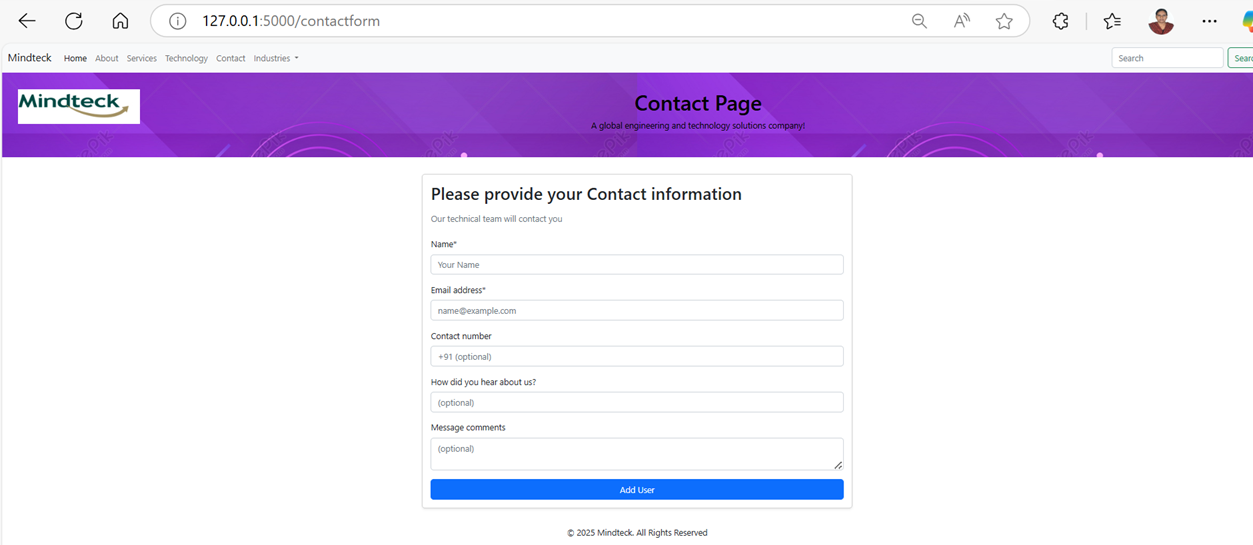 127.0.0.1:5000/contactform
Mindteck Home About Services Technology Contact Industries Search
Mindteck
Contact Page
A global engineering and technology solutions company!
Please provide your Contact information
Our technical team will contact you
Name*
Your Name
Email address*
name@example.com
Contact number
+91 (optional)
How did you hear about us?
(optional)
Message comments
(optional)
Add User
© 2025 Mindteck. All Rights Reserved